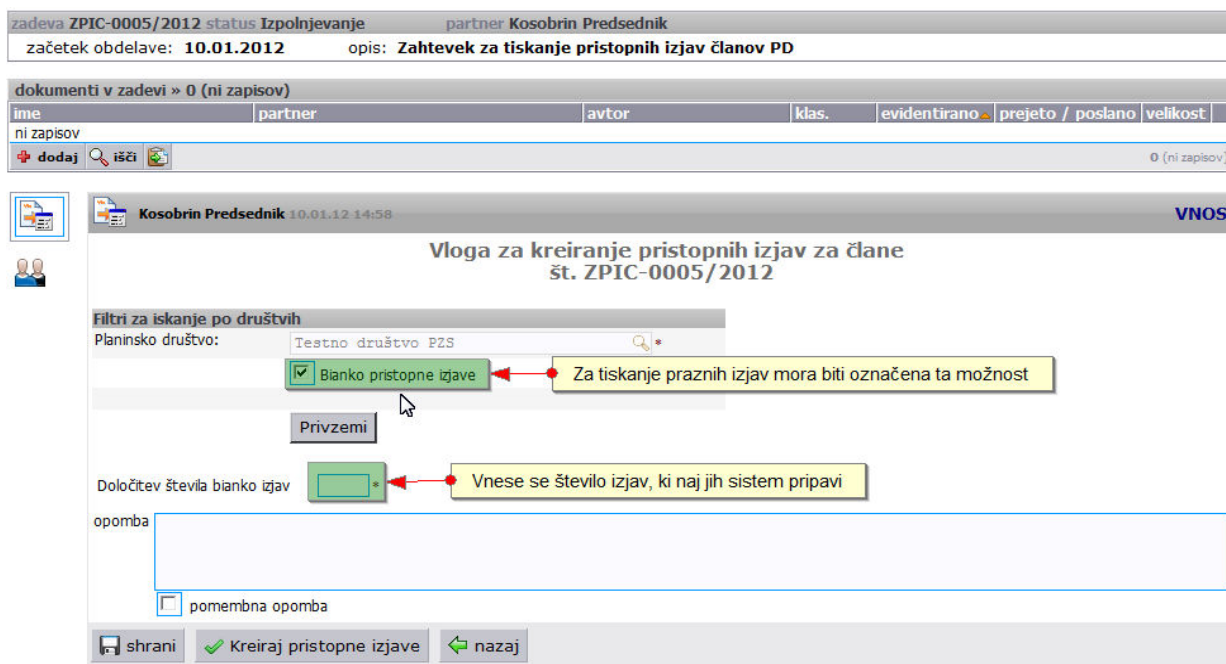 zadeva ZPIC-0005/2012 status Izpolnjevanje partner Kosobrin Predsednik
začetek obdelave: 10.01.2012 opis: Zahtevek za tiskanje pristopnih izjav članov PD
dokumenti v zadevi » 0 (ni zapisov)
ime partner avtor klas. evidentirano prejeto / poslano velikost
ni zapisov
dodaj išči 0 (ni zapisov)
Kosobrin Predsednik 10.01.12 14:58 VNOS
Vloga za kreiranje pristopnih izjav za člane
št. ZPIC-0005/2012
Filtri za iskanje po društvih
Planinsko društvo: Testno društvo PZS *
Bianko pristopne izjave Za tiskanje praznih izjav mora biti označena ta možnost
Privzemi
Določitev števila bianko izjav * Vnese se število izjav, ki naj jih sistem pripavi
opomba
pomembna opomba
shrani Kreiraj pristopne izjave nazaj